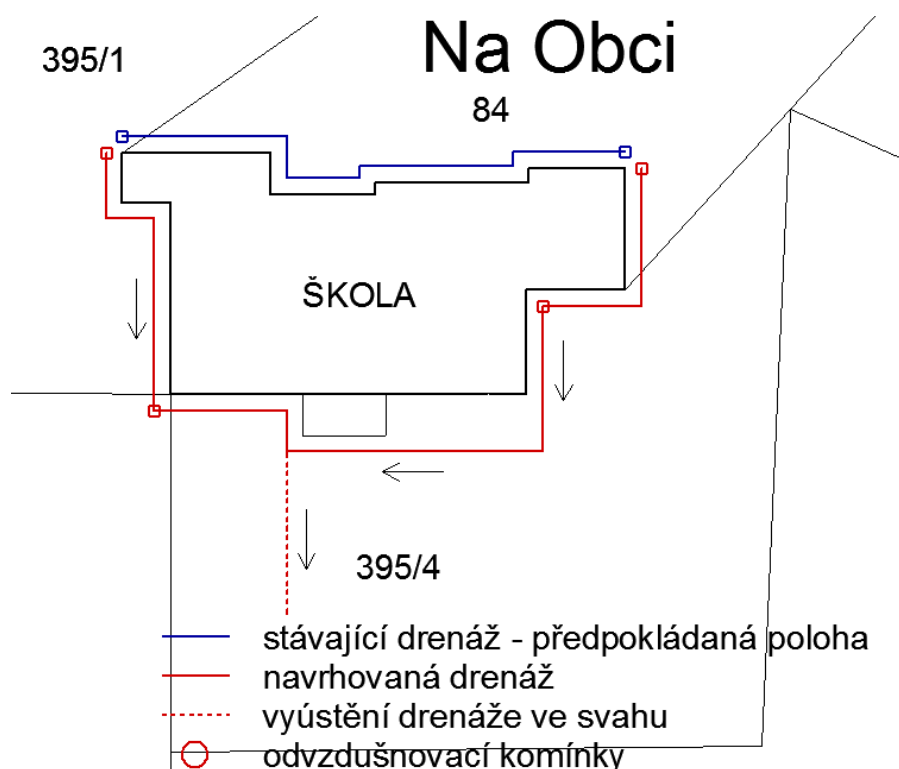 Na Obci
395/1
84
ŠKOLA
395/4
stávající drenáž - předpokládaná poloha
navrhovaná drenáž
vyústění drenáže ve svahu
odvzdušnovací komínky